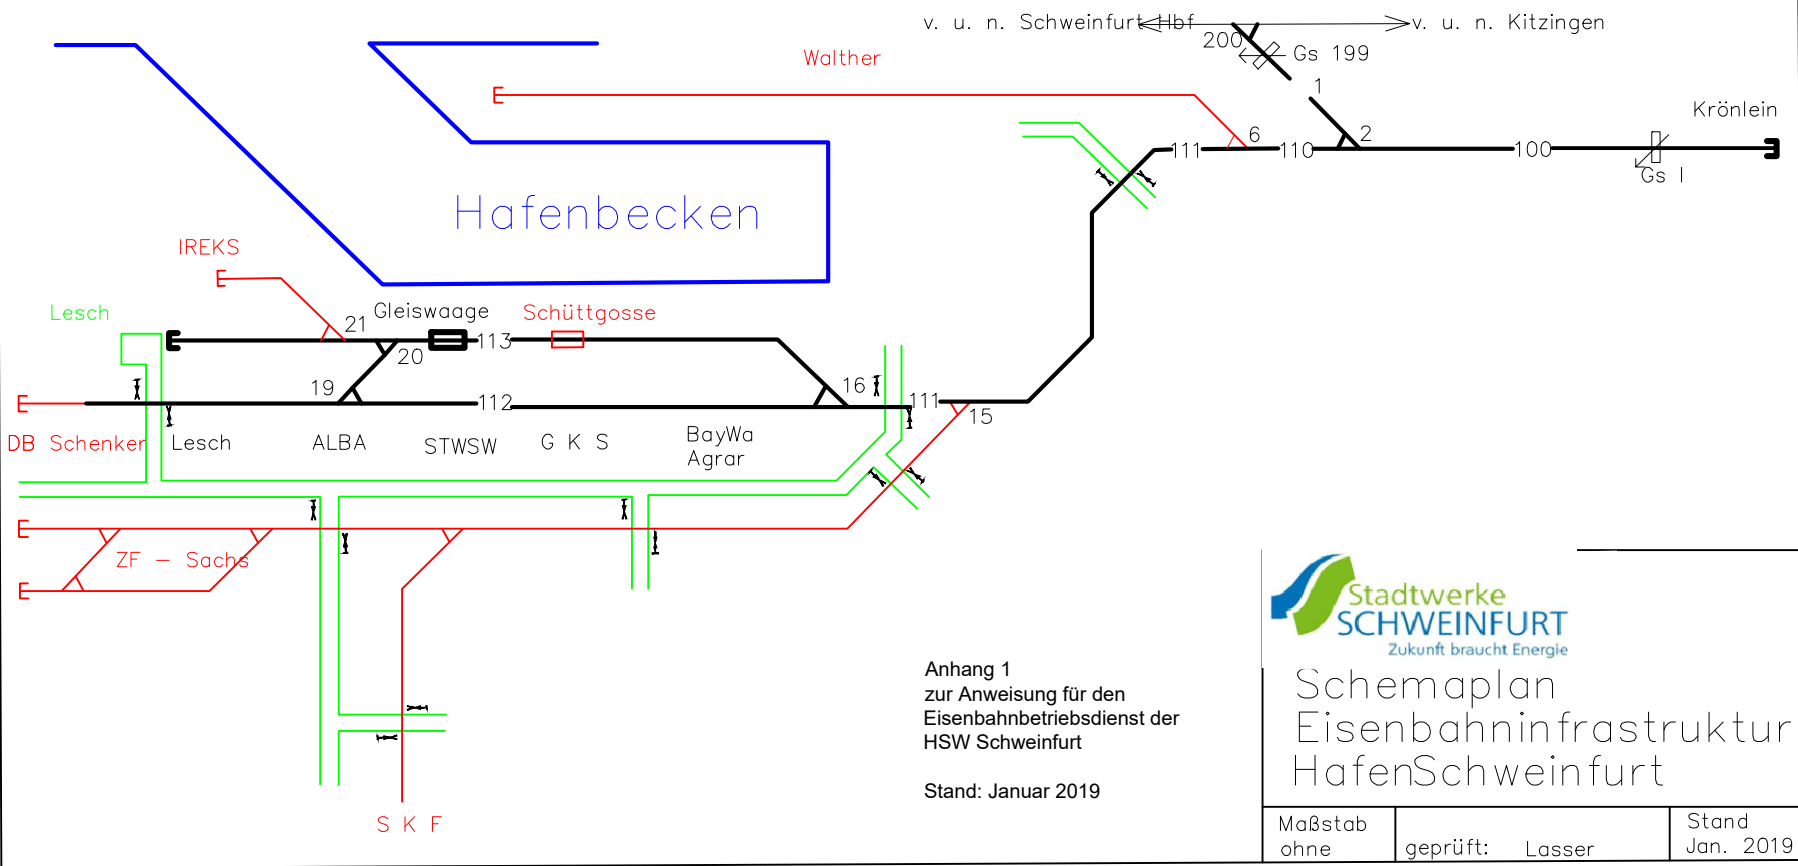 v. u. n. Schweinfurt Hbf
v. u. n. Kitzingen
200
Gs 199
Walther
1
Krönlein
6
2
111
110
100
Gs I
Hafenbecken
IREKS
Lesch
Gleiswaage
Schüttgosse
21
113
20
19
16
112
111
15
DB Schenker
Lesch
ALBA
STWSW
G K S
BayWa
Agrar
ZF – Sachs
S K F
Anhang 1
zur Anweisung für den
Eisenbahnbetriebsdienst der
HSW Schweinfurt
Stand: Januar 2019
Stadtwerke
SCHWEINFURT
Zukunft braucht Energie
Schemaplan
Eisenbahninfrastruktur
HafenSchweinfurt
Maßstab
ohne
geprüft: Lasser
Stand
Jan. 2019